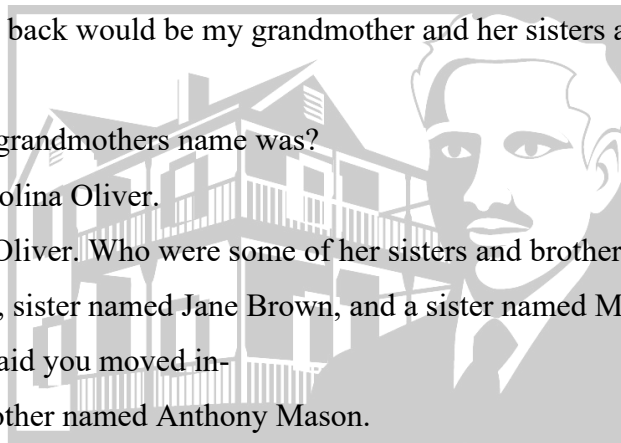 back would be my grandmother and her sisters a
grandmothers name was?
olina Oliver.
Oliver. Who were some of her sisters and brother
, sister named Jane Brown, and a sister named M
aid you moved in-
other named Anthony Mason.